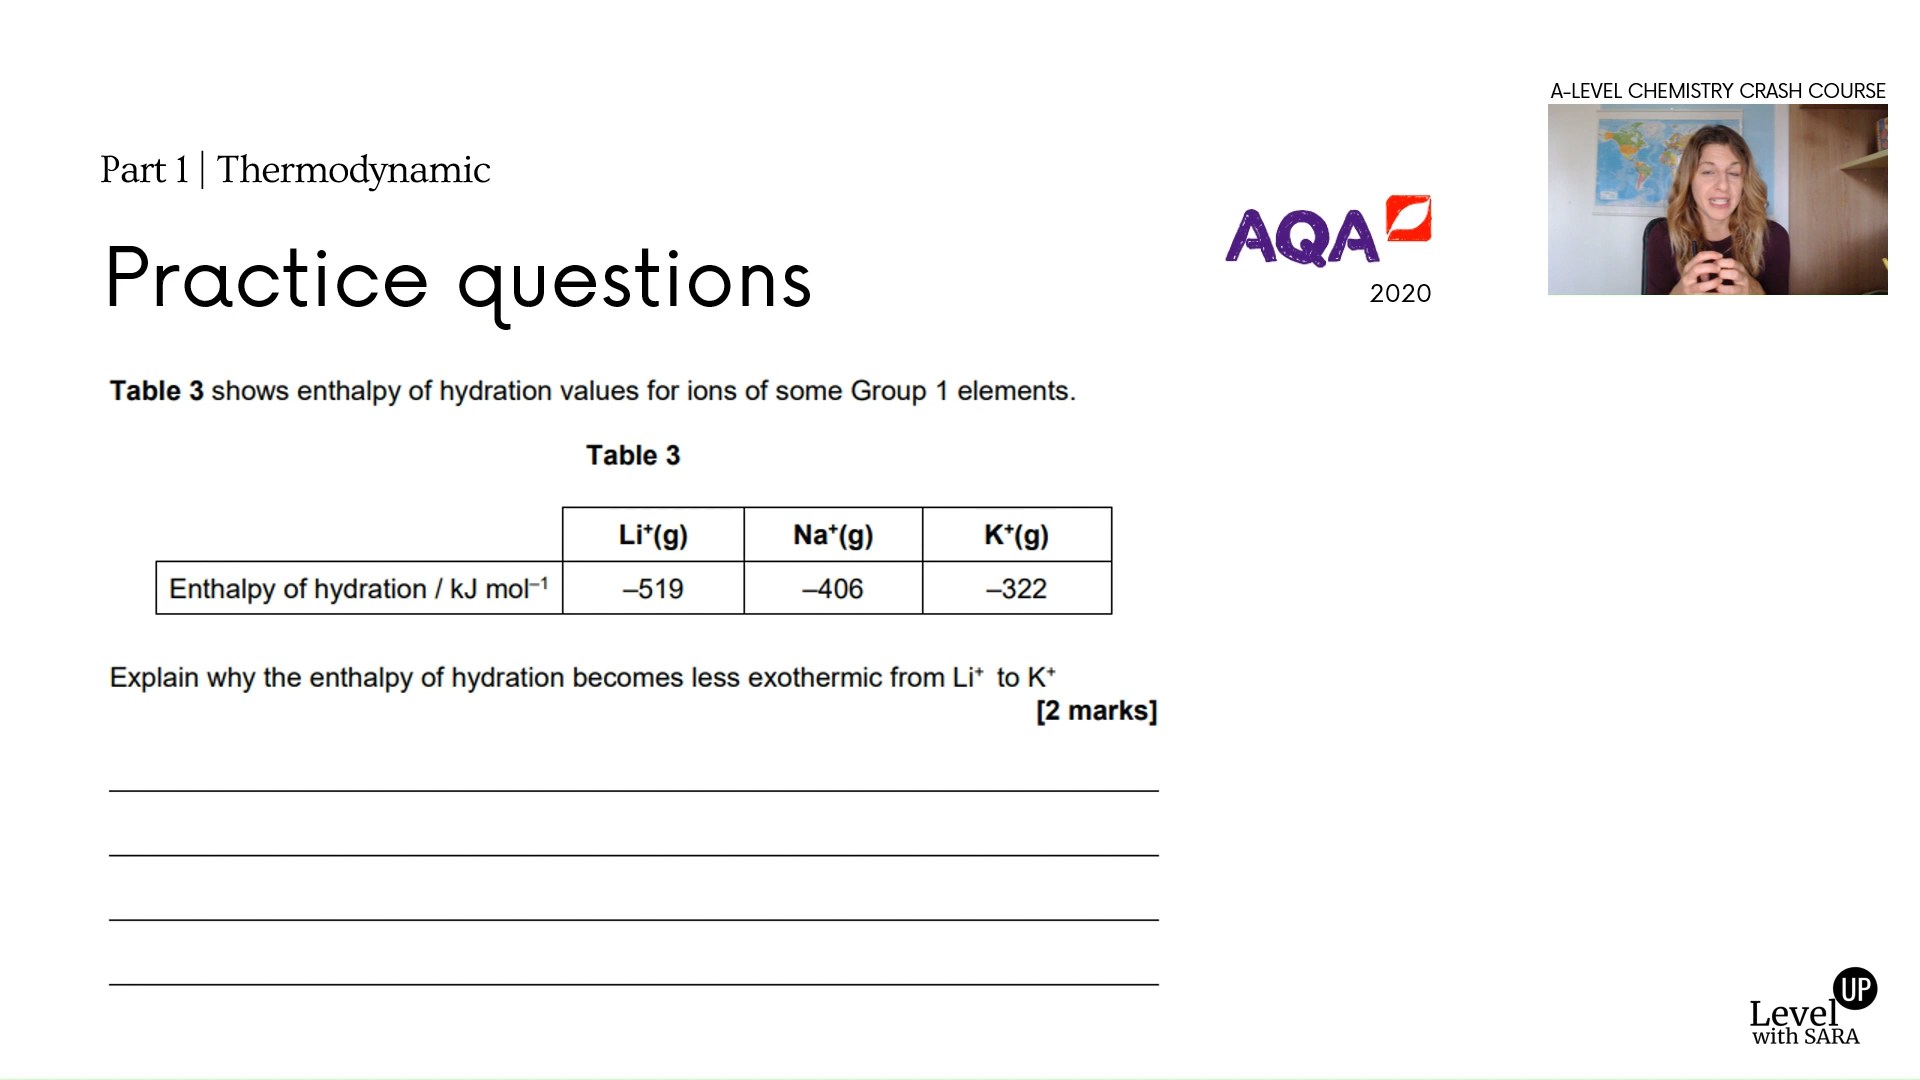 A-LEVEL CHEMISTRY CRASH COURSE
Part 1 | Thermodynamic
Practice questions
AQA
2020
Table 3 shows enthalpy of hydration values for ions of some Group 1 elements.
Table 3
Li⁺(g) Na⁺(g) K⁺(g)
Enthalpy of hydration / kJ mol⁻¹ –519 –406 –322
Explain why the enthalpy of hydration becomes less exothermic from Li⁺ to K⁺
[2 marks]
UP
Level
with SARA